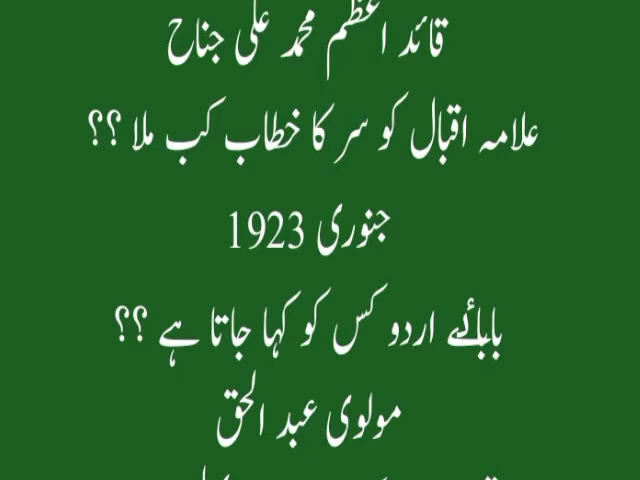 قائد اعظم محمد علی جناح
علامہ اقبال کو سر کا خطاب کب ملا ؟؟
جنوری 1923
بابائے اردو کس کو کہا جاتا ہے ؟؟
مولوی عبد الحق